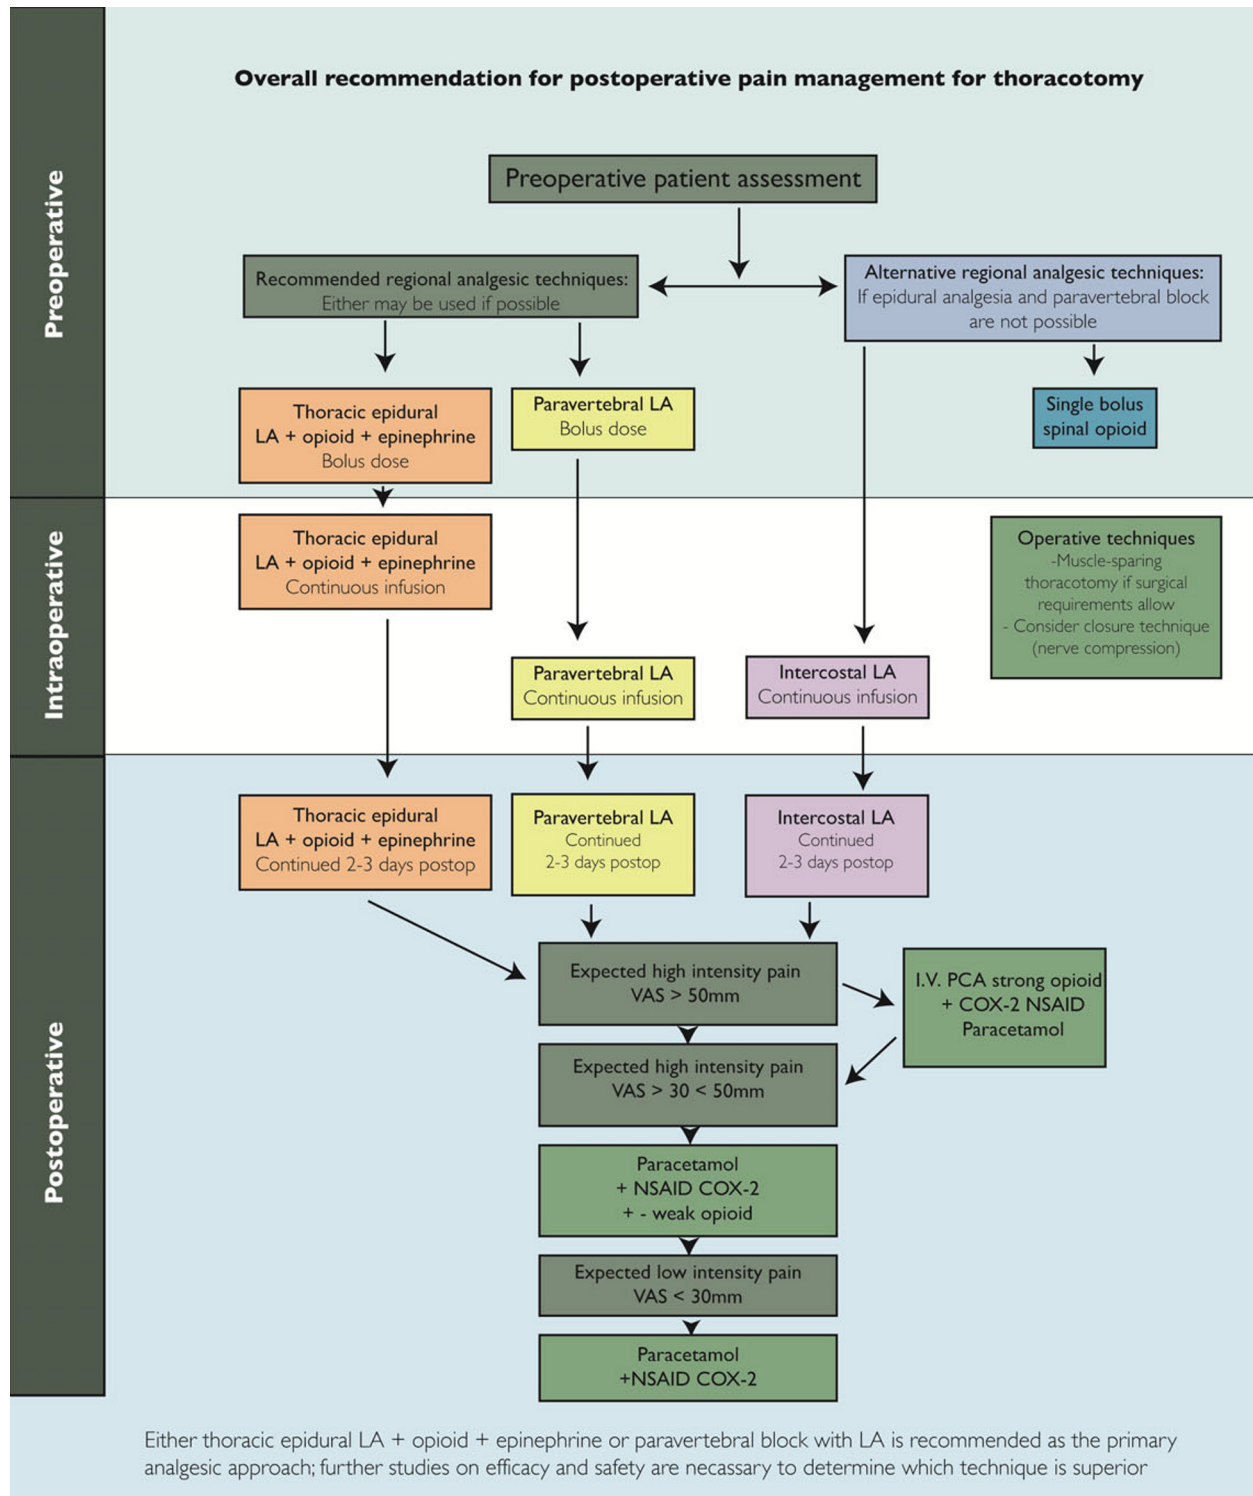 Overall recommendation for postoperative pain management for thoracotomy
Preoperative
Preoperative patient assessment
Recommended regional analgesic techniques:
Either may be used if possible
Alternative regional analgesic techniques:
If epidural analgesia and paravertebral block
are not possible
Thoracic epidural
LA + opioid + epinephrine
Bolus dose
Paravertebral LA
Bolus dose
Single bolus
spinal opioid
Intraoperative
Thoracic epidural
LA + opioid + epinephrine
Continuous infusion
Operative techniques
-Muscle-sparing
thoracotomy if surgical
requirements allow
- Consider closure technique
(nerve compression)
Paravertebral LA
Continuous infusion
Intercostal LA
Continuous infusion
Postoperative
Thoracic epidural
LA + opioid + epinephrine
Continued 2-3 days postop
Paravertebral LA
Continued
2-3 days postop
Intercostal LA
Continued
2-3 days postop
Expected high intensity pain
VAS > 50mm
I.V. PCA strong opioid
+ COX-2 NSAID
Paracetamol
Expected high intensity pain
VAS > 30 < 50mm
Paracetamol
+ NSAID COX-2
+ - weak opioid
Expected low intensity pain
VAS < 30mm
Paracetamol
+NSAID COX-2
Either thoracic epidural LA + opioid + epinephrine or paravertebral block with LA is recommended as the primary
analgesic approach; further studies on efficacy and safety are necassary to determine which technique is superior